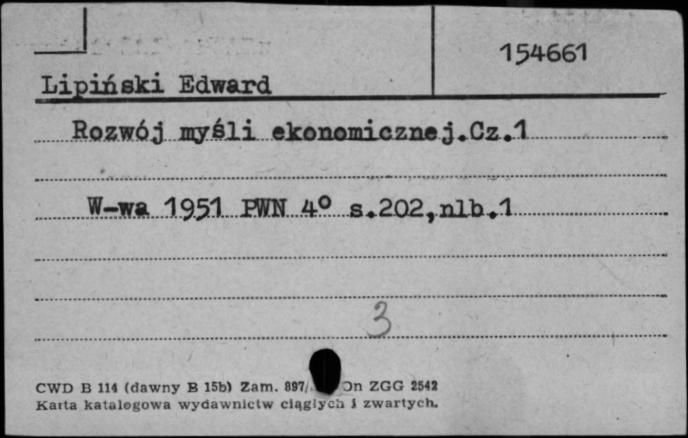 154661
Lipiński Edward
Rozwój myśli ekonomicznej.Cz.1
W-wa 1951 PWN 4º s.202,nlb.1
3
CWD B 114 (dawny B 15b) Zam. 897/ On ZGG 2542
Karta katalogowa wydawnictw ciągłych i zwartych.